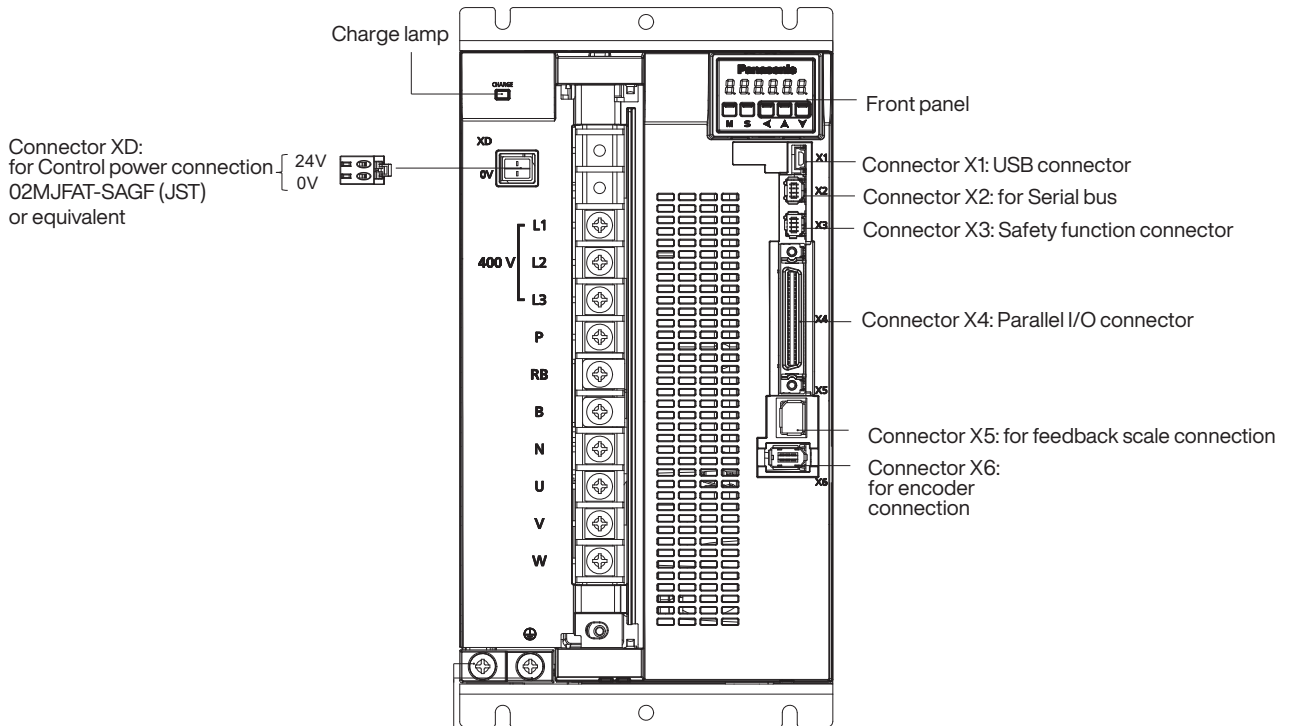 Charge lamp
Panasonic
CHARGE
M S
Front panel
Connector XD:
for Control power connection
02MJFAT-SAGF (JST)
or equivalent
24V
0V
XD
0V
X1
Connector X1: USB connector
X2
Connector X2: for Serial bus
X3
Connector X3: Safety function connector
400 V
L1
L2
L3
P
RB
B
N
U
V
W
X4
Connector X4: Parallel I/O connector
X5
Connector X5: for feedback scale connection
Connector X6:
for encoder
connection
X6